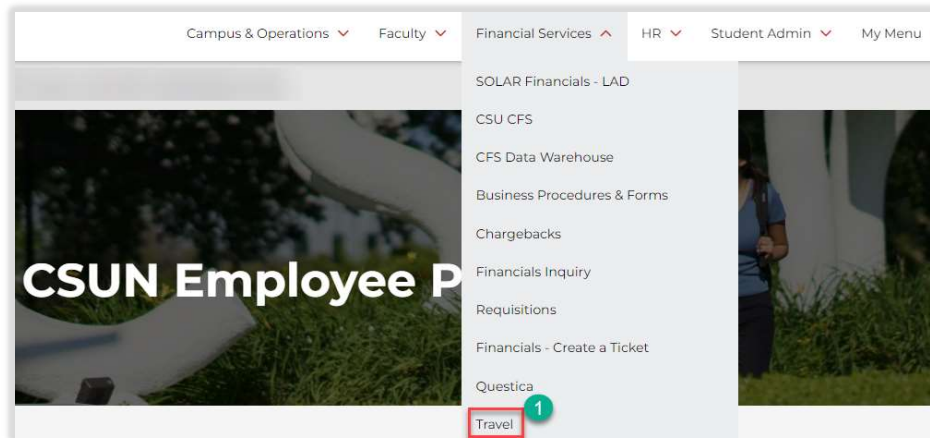 Campus & Operations Faculty Financial Services HR Student Admin My Menu
SOLAR Financials - LAD
CSU CFS
CFS Data Warehouse
Business Procedures & Forms
Chargebacks
CSUN Employee P
Financials Inquiry
Requisitions
Financials - Create a Ticket
Questica
1
Travel